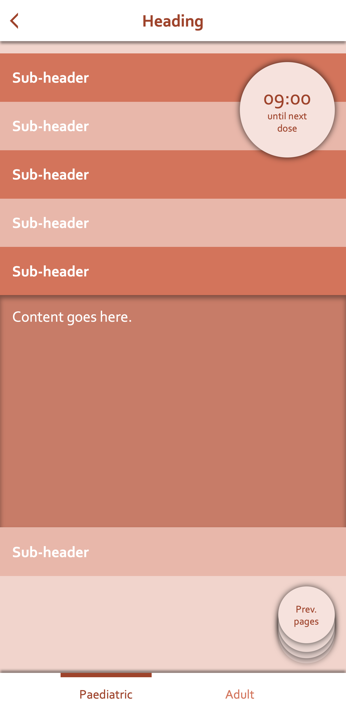 Heading
Sub-header
09:00
until next
dose
Sub-header
Sub-header
Sub-header
Sub-header
Content goes here.
Sub-header
Prev.
pages
Paediatric
Adult